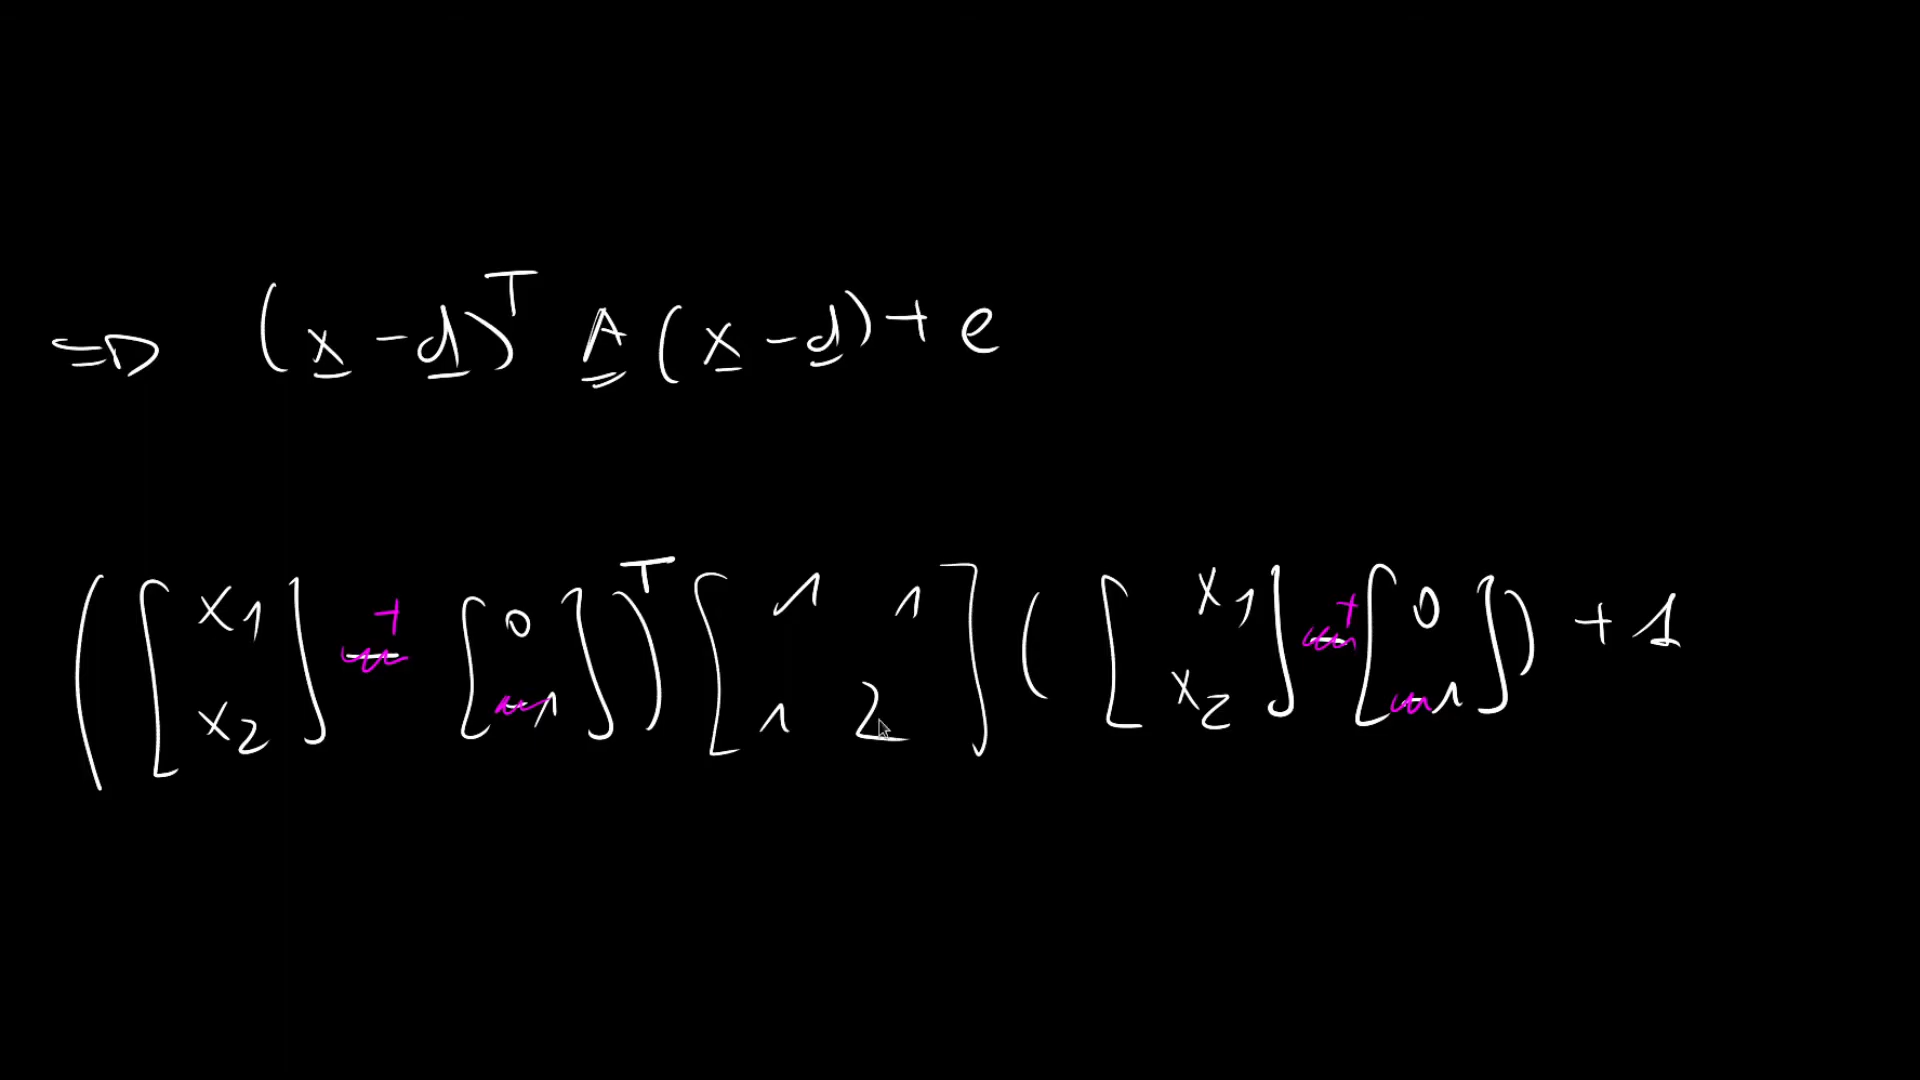 => (x - d)^T A (x - d) + e
([x1 x2] + [0 1])^T [1 1 1 2] ([x1 x2] + [0 1]) + 1